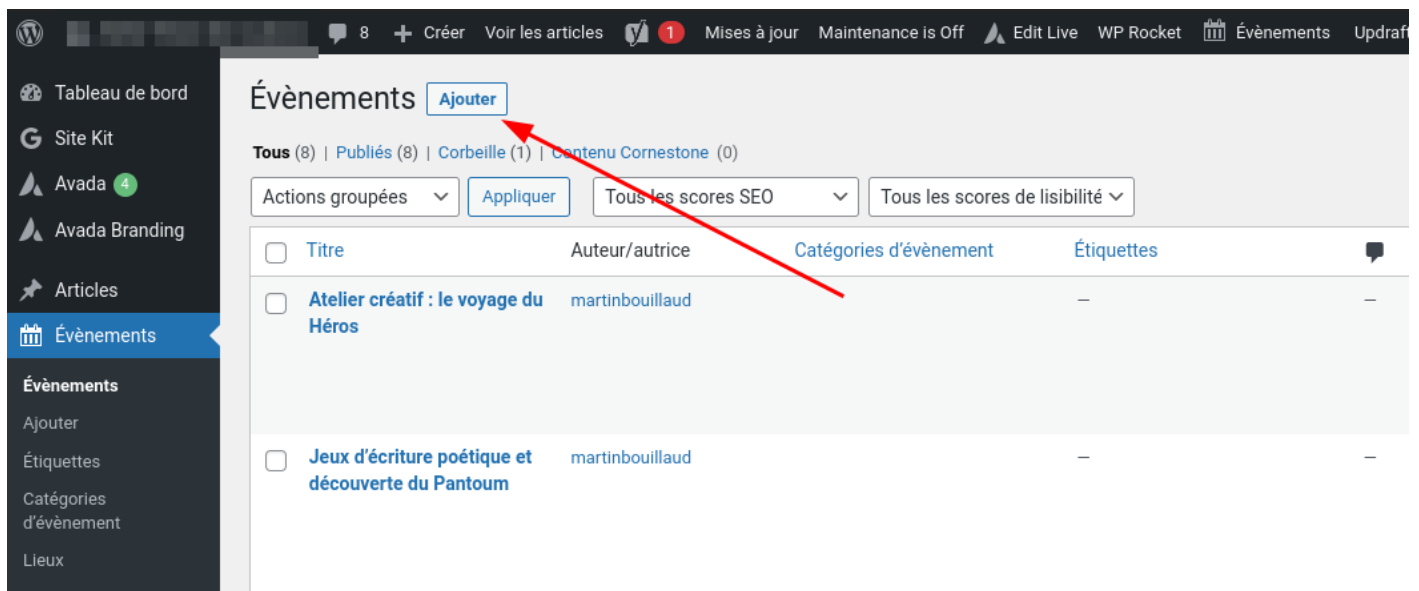 8 + Créer Voir les articles 1 Mises à jour Maintenance is Off Edit Live WP Rocket Évènements Updraft
Tableau de bord
Site Kit
Avada 4
Avada Branding
Articles
Évènements
Évènements
Ajouter
Étiquettes
Catégories
d'évènement
Lieux
Évènements Ajouter
Tous (8) | Publiés (8) | Corbeille (1) | Contenu Cornestone (0)
Actions groupées Appliquer Tous les scores SEO Tous les scores de lisibilité
Titre Auteur/autrice Catégories d'évènement Étiquettes
Atelier créatif : le voyage du martinbouillaud — —
Héros
Jeux d'écriture poétique et martinbouillaud — —
découverte du Pantoum